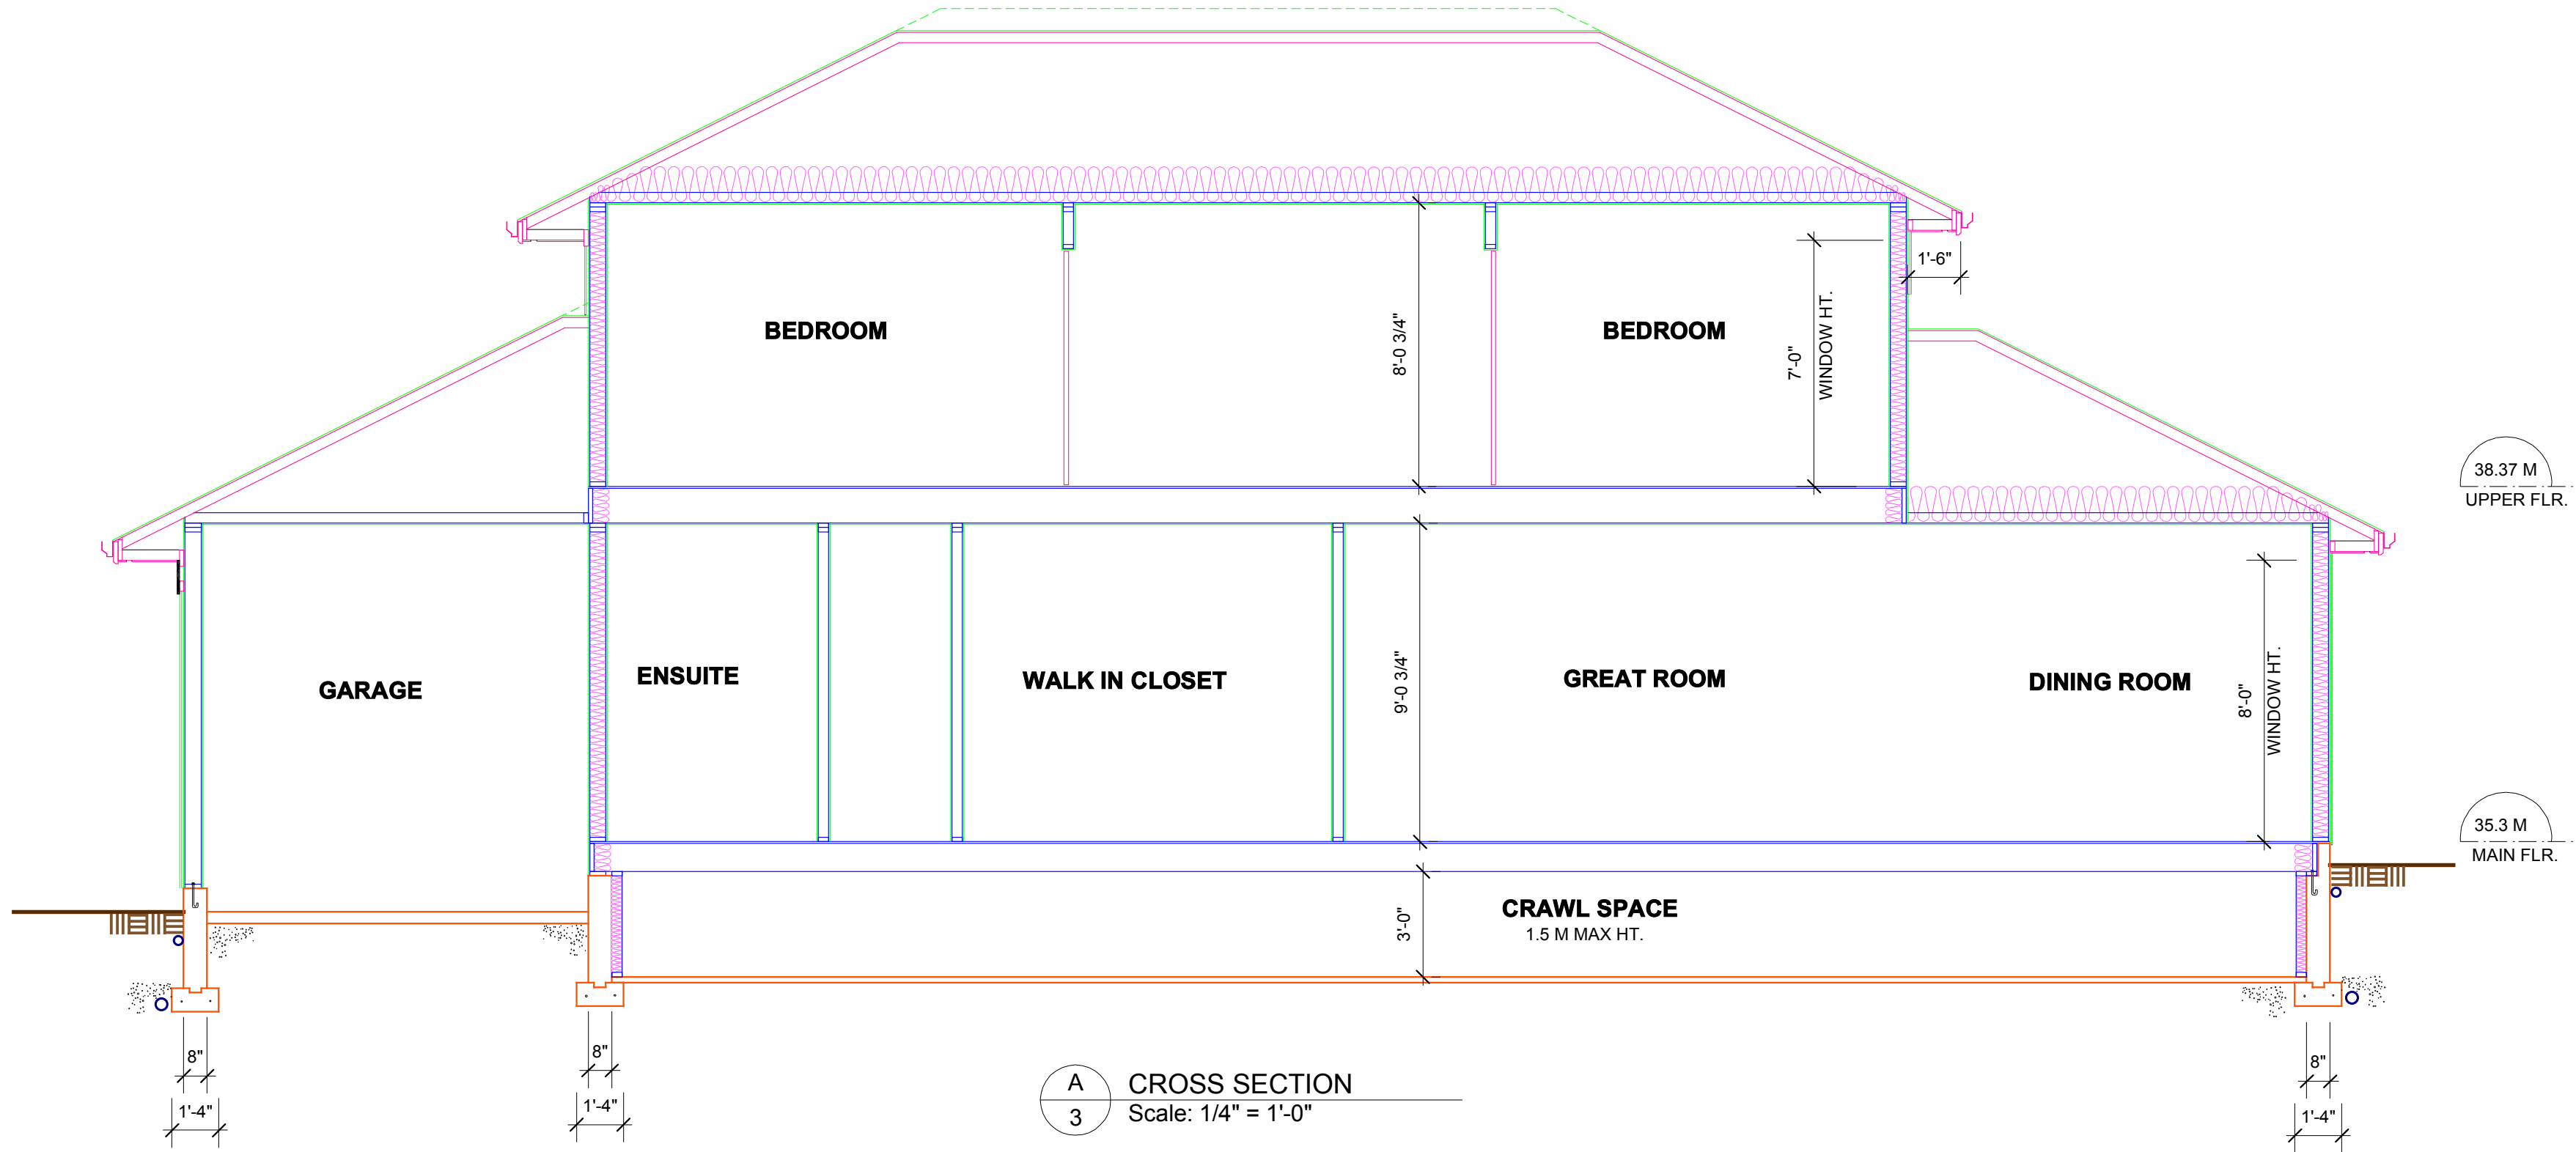 1'-6"
BEDROOM
8'-0 3/4"
BEDROOM
7'-0"
WINDOW HT.
38.37 M
UPPER FLR.
GARAGE
ENSUITE
WALK IN CLOSET
9'-0 3/4"
GREAT ROOM
DINING ROOM
8'-0"
WINDOW HT.
35.3 M
MAIN FLR.
3'-0"
CRAWL SPACE
1.5 M MAX HT.
8"
8"
8"
1'-4"
1'-4"
1'-4"
A
3
CROSS SECTION
Scale: 1/4" = 1'-0"